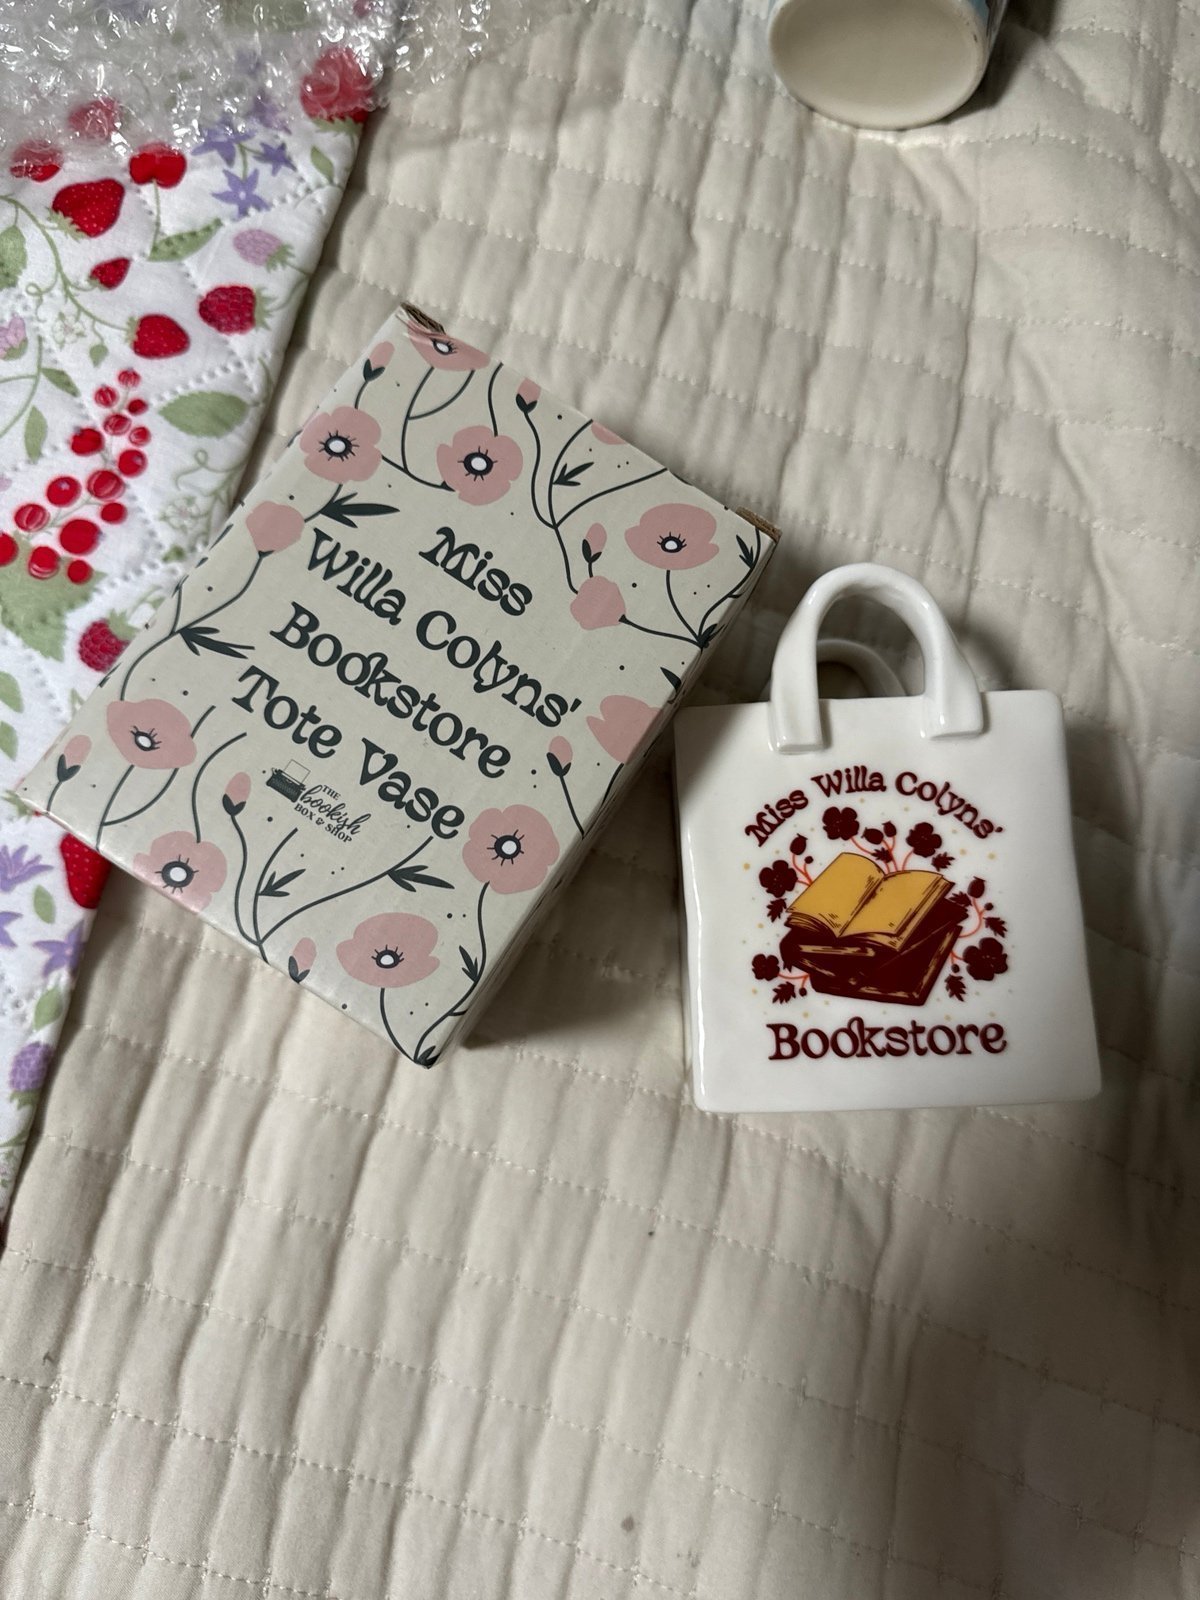 Miss
Willa Colyns'
Bookstore
Tote Vase
THE
bookish
BOX & SHOP
Miss Willa Colyns'
Bookstore